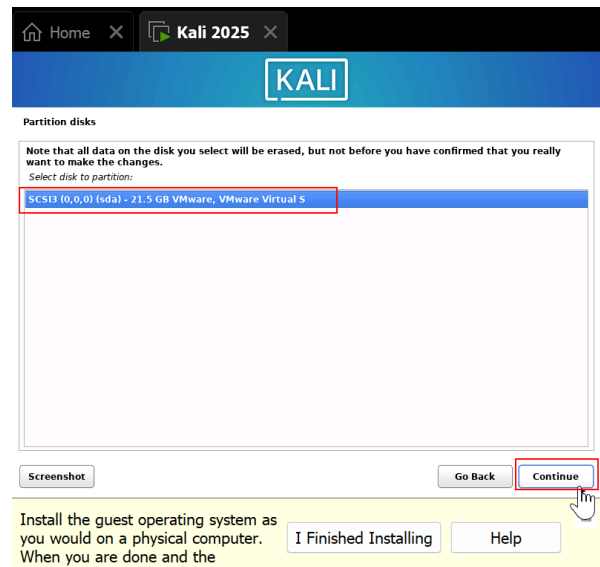 Home
Kali 2025
KALI
Partition disks
Note that all data on the disk you select will be erased, but not before you have confirmed that you really
want to make the changes.
Select disk to partition:
SCSI3 (0,0,0) (sda) - 21.5 GB VMware, VMware Virtual S
Screenshot
Go Back
Continue
Install the guest operating system as
you would on a physical computer.
When you are done and the
I Finished Installing
Help